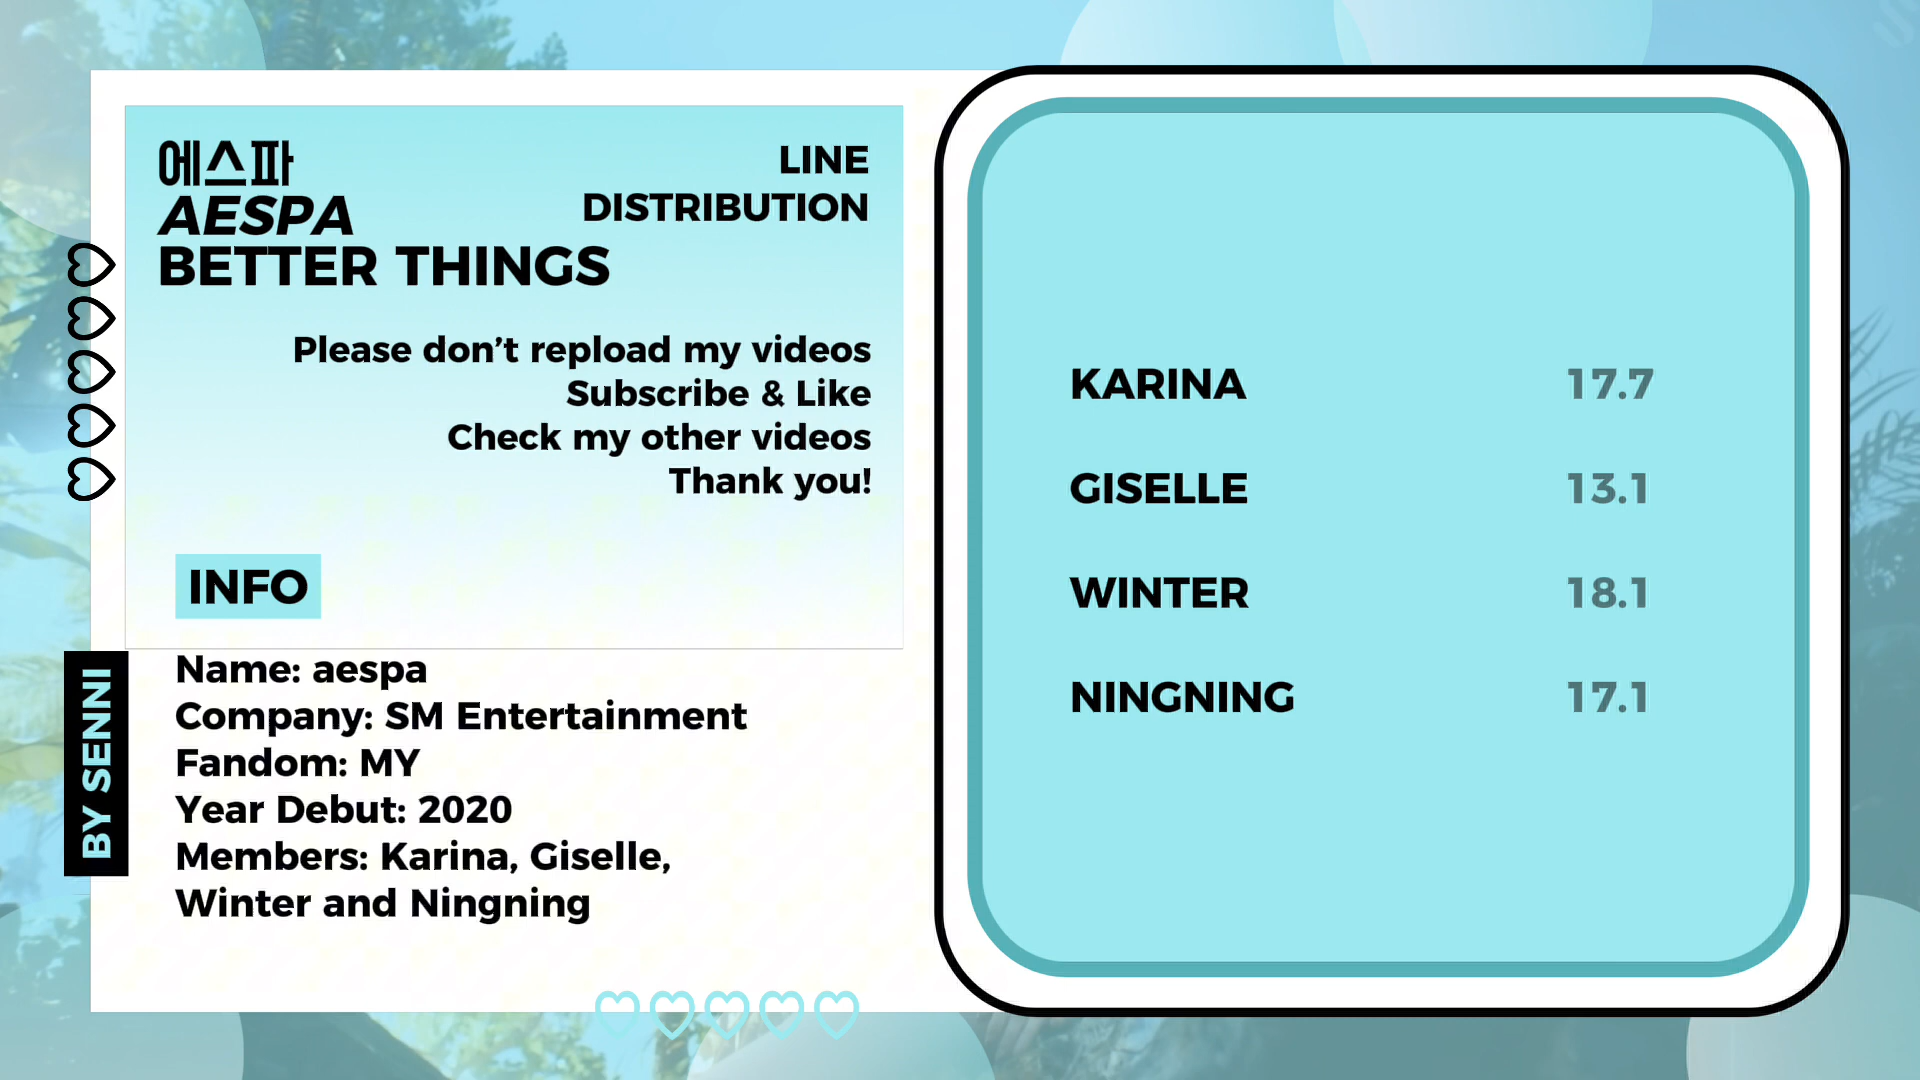 에스파
AESPA
BETTER THINGS
LINE
DISTRIBUTION
Please don’t repload my videos
Subscribe & Like
Check my other videos
Thank you!
INFO
Name: aespa
Company: SM Entertainment
Fandom: MY
Year Debut: 2020
Members: Karina, Giselle,
Winter and Ningning
BY SENNI
KARINA 17.7
GISELLE 13.1
WINTER 18.1
NINGNING 17.1